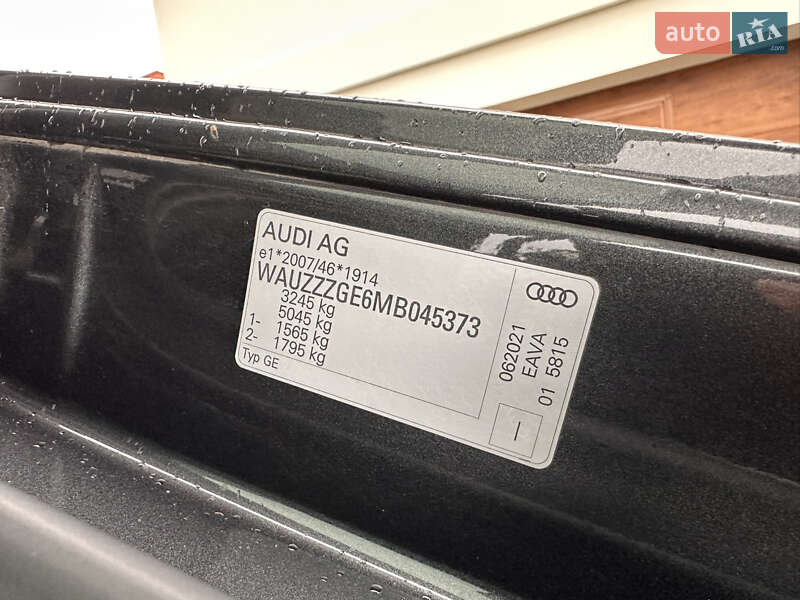 auto RIA .com
AUDI AG
e1*2007/46*1914
WAUZZZGE6MB045373
3245 kg
5045 kg
1- 1565 kg
2- 1795 kg
Typ GE
062021
EAVA
01 5815
I